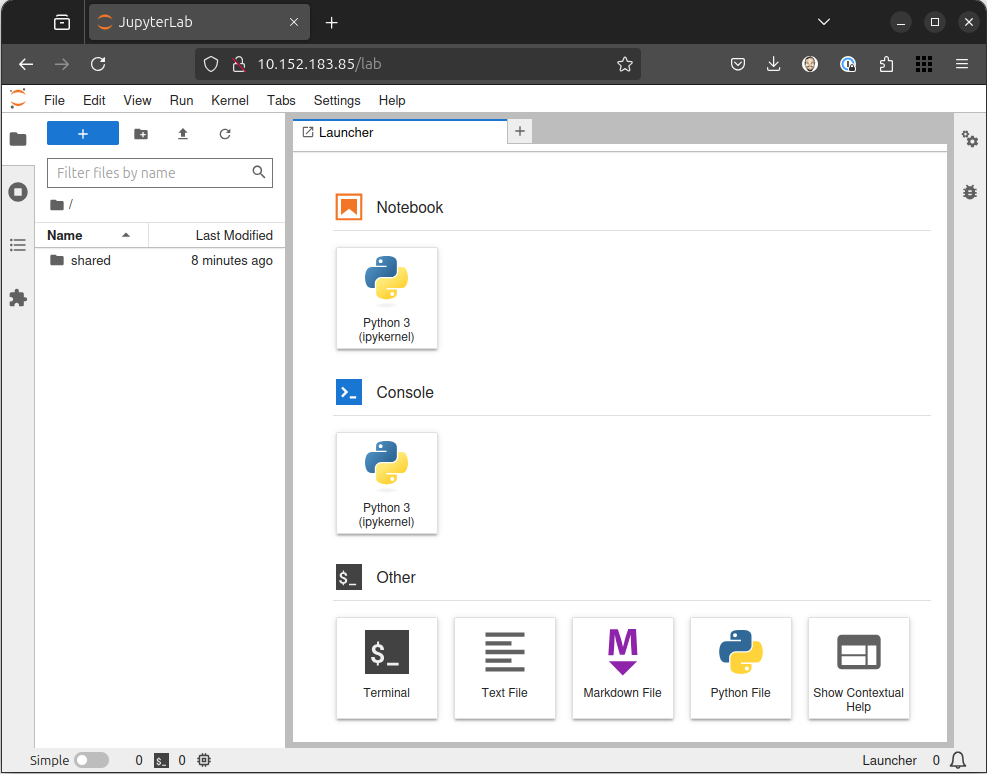 JupyterLab
10.152.183.85/lab
File Edit View Run Kernel Tabs Settings Help
+
Launcher
+
Filter files by name
/
Name Last Modified
shared 8 minutes ago
Notebook
Python 3
(ipykernel)
Console
Python 3
(ipykernel)
$_ Other
$_
Terminal
Text File
M
Markdown File
Python File
Show Contextual
Help
Simple 0 $_ 0 Launcher 0